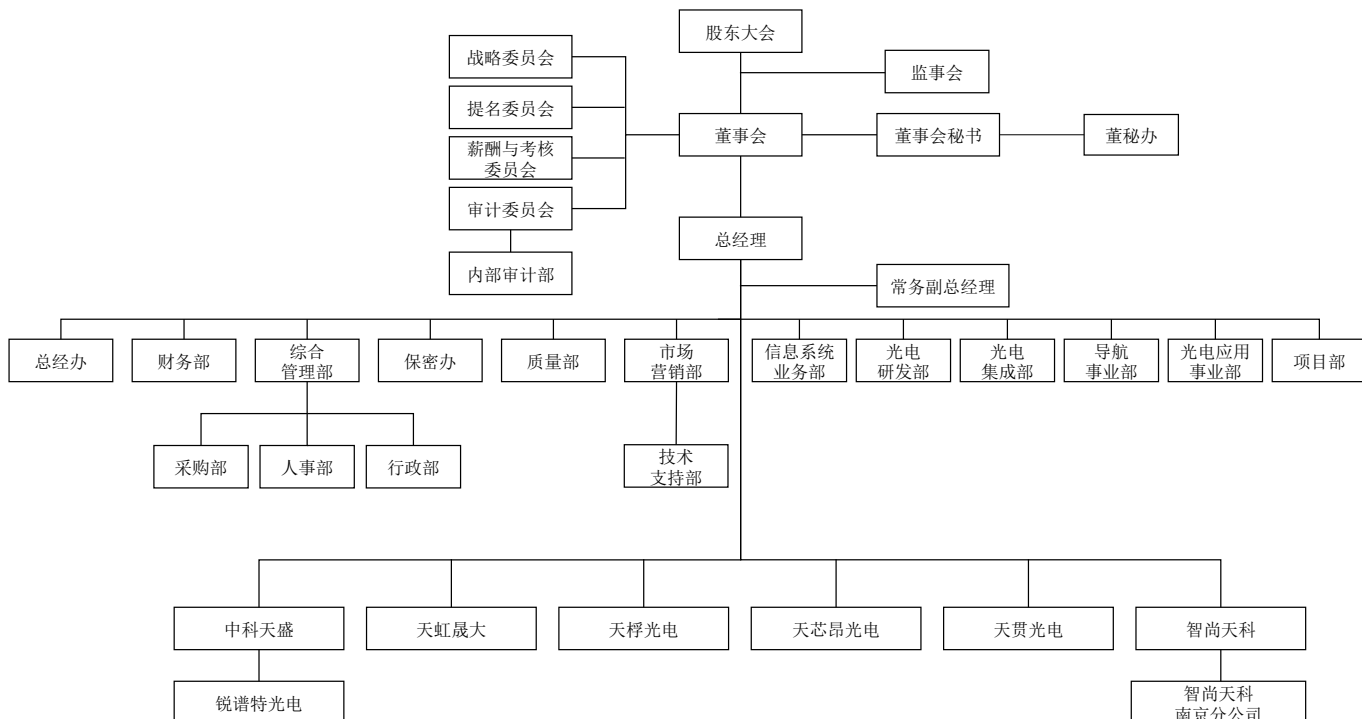 股东大会
战略委员会
监事会
提名委员会
董事会
董事会秘书
董秘办
薪酬与考核
委员会
审计委员会
总经理
内部审计部
常务副总经理
总经办
财务部
综合
管理部
保密办
质量部
市场
营销部
信息系统
业务部
光电
研发部
光电
集成部
导航
事业部
光电应用
事业部
项目部
采购部
人事部
行政部
技术
支持部
中科天盛
天虹晟大
天桴光电
天芯昂光电
天贯光电
智尚天科
锐谱特光电
智尚天科
南京分公司